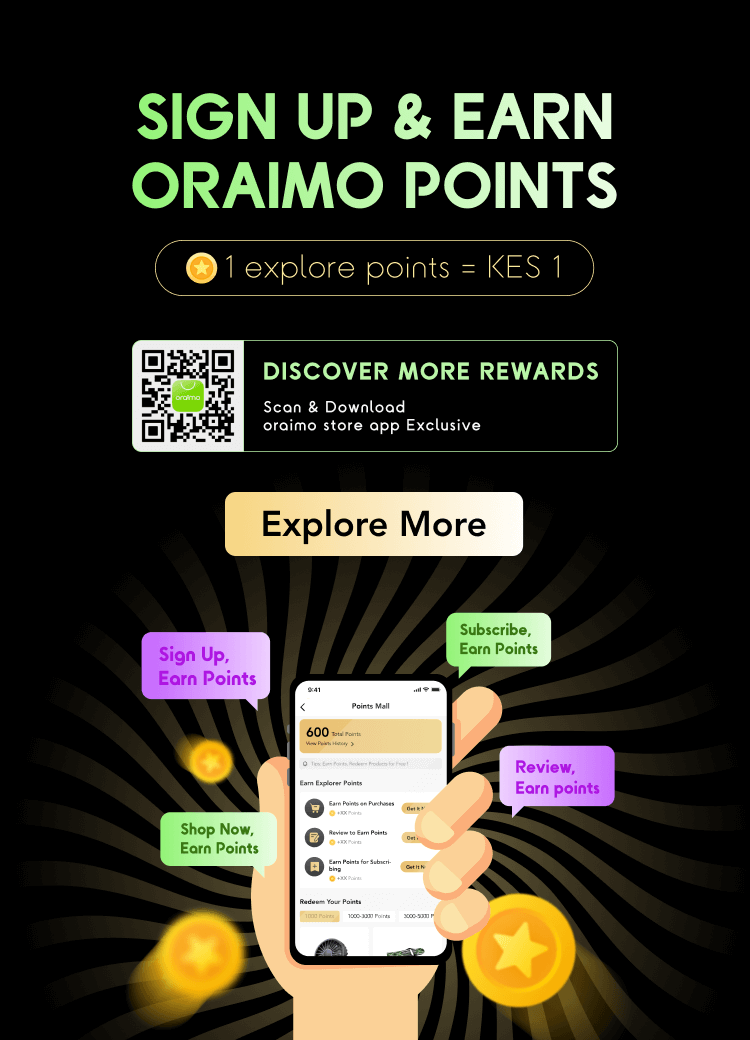 SIGN UP & EARN
ORAIMO POINTS
1 explore points = KES 1
oraimo
DISCOVER MORE REWARDS
Scan & Download
oraimo store app Exclusive
Explore More
Subscribe,
Earn Points
Sign Up,
Earn Points
9:41
Points Mall
600 Total Points
View Points History >
Tips: Earn Points, Redeem Products for Free!
Review,
Earn points
Earn Explorer Points
Earn Points on Purchases
+XX Points
Get It
Review to Earn Points
+XX Points
Get
Earn Points for Subscri-
bing
+XX Points
Get It
Shop Now,
Earn Points
Redeem Your Points
1000 Points
1000-3000 Points
3000-5000